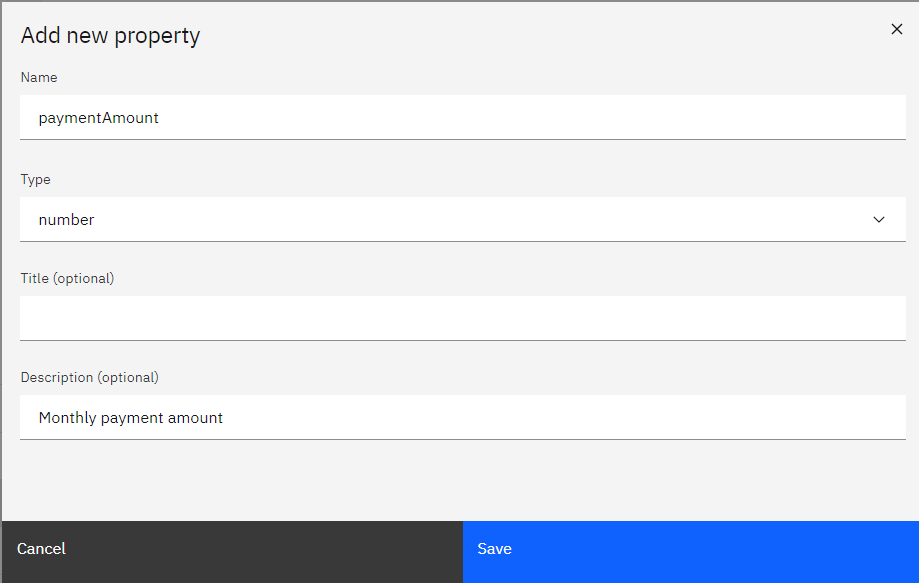 Add new property
Name
paymentAmount
Type
number
Title (optional)
Description (optional)
Monthly payment amount
Cancel
Save